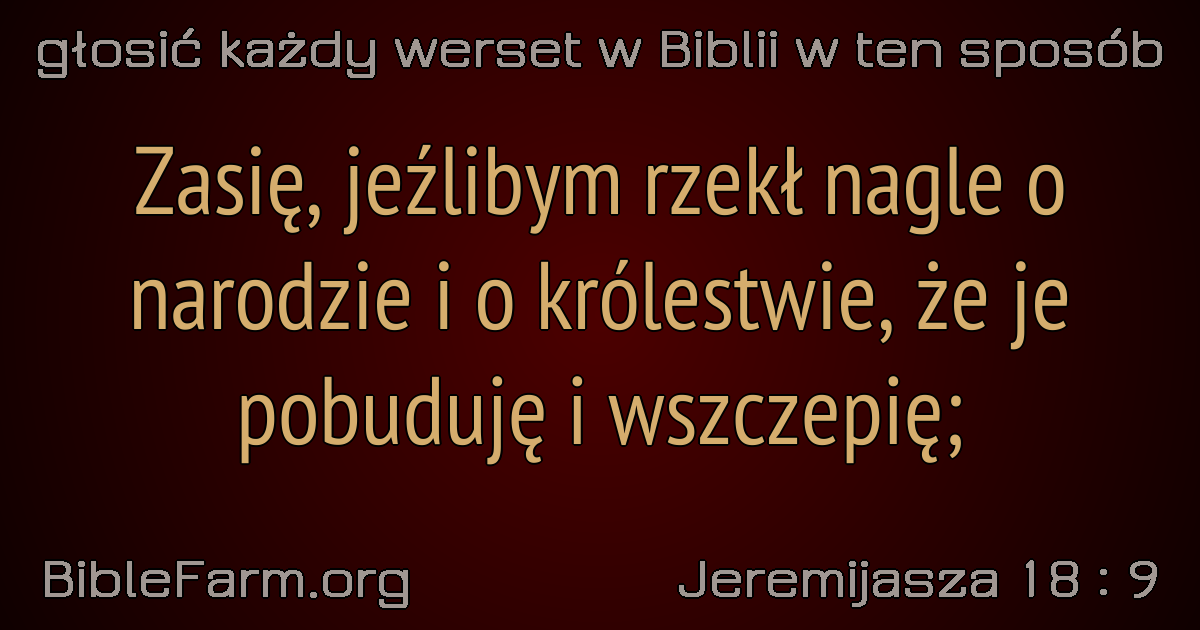 głosić każdy werset w Biblii w ten sposób
Zasię, jeźlibym rzekł nagle o
narodzie i o królestwie, że je
pobuduję i wszczepię;
BibleFarm.org
Jeremijasza 18 : 9